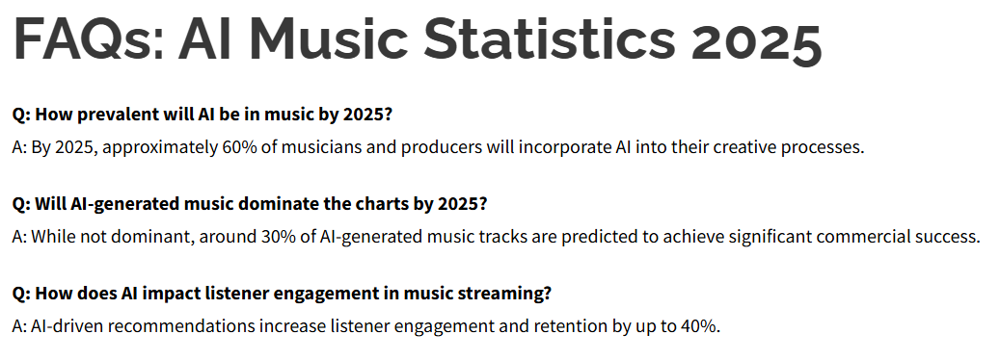 FAQs: AI Music Statistics 2025
Q: How prevalent will AI be in music by 2025?
A: By 2025, approximately 60% of musicians and producers will incorporate AI into their creative processes.
Q: Will AI-generated music dominate the charts by 2025?
A: While not dominant, around 30% of AI-generated music tracks are predicted to achieve significant commercial success.
Q: How does AI impact listener engagement in music streaming?
A: AI-driven recommendations increase listener engagement and retention by up to 40%.